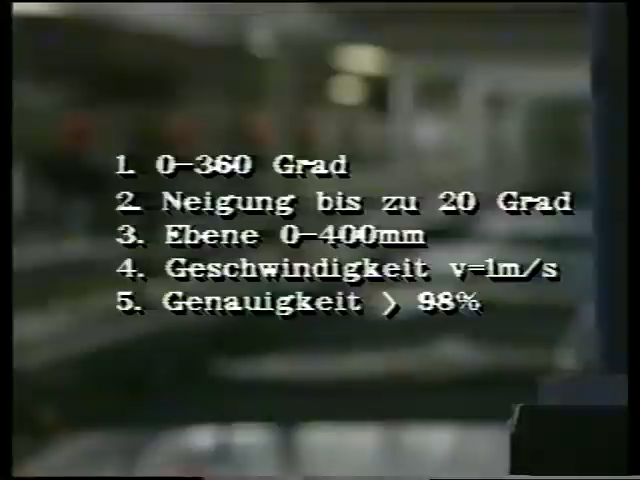 1. 0-360 Grad
2. Neigung bis zu 20 Grad
3. Ebene 0-400mm
4. Geschwindigkeit v=1m/s
5. Genauigkeit > 98%